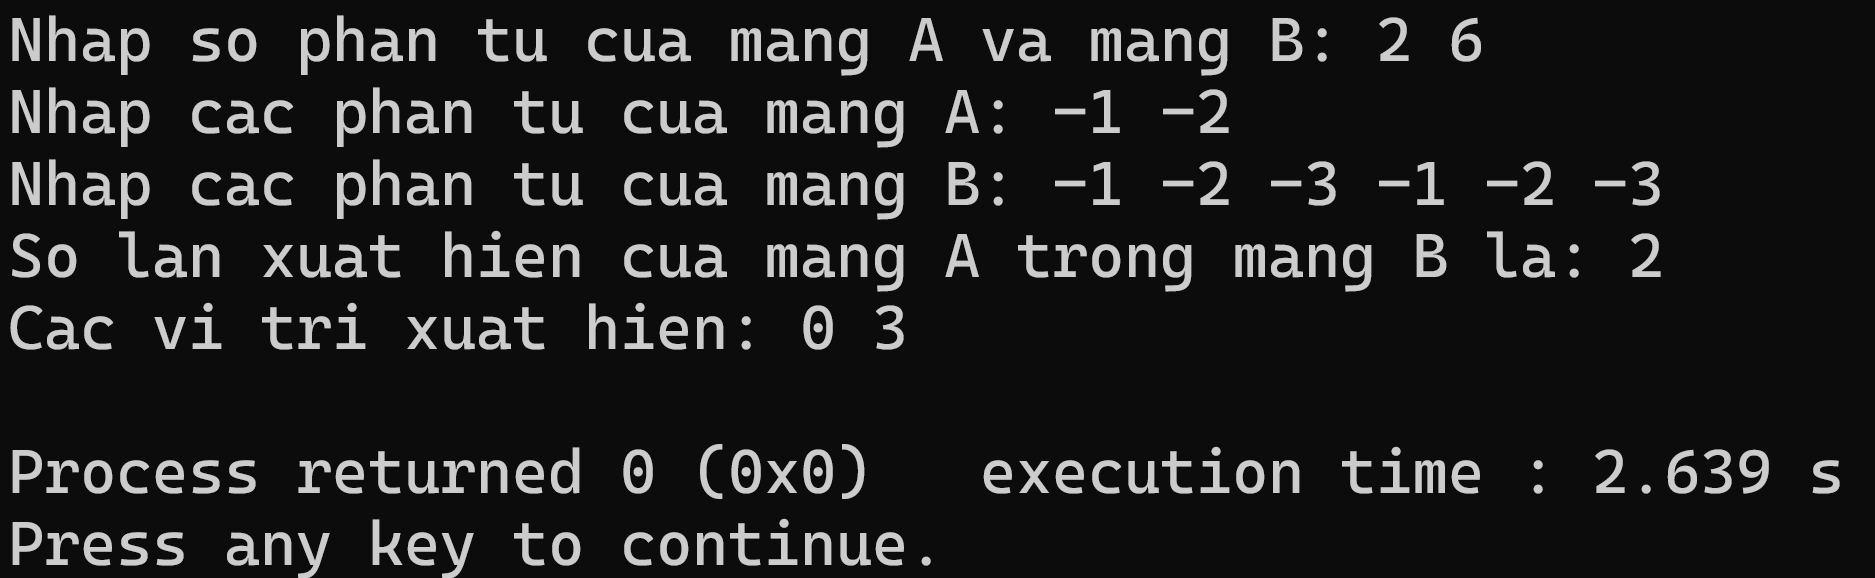 Nhap so phan tu cua mang A va mang B: 2 6
Nhap cac phan tu cua mang A: -1 -2
Nhap cac phan tu cua mang B: -1 -2 -3 -1 -2 -3
So lan xuat hien cua mang A trong mang B la: 2
Cac vi tri xuat hien: 0 3
Process returned 0 (0x0)   execution time : 2.639 s
Press any key to continue.